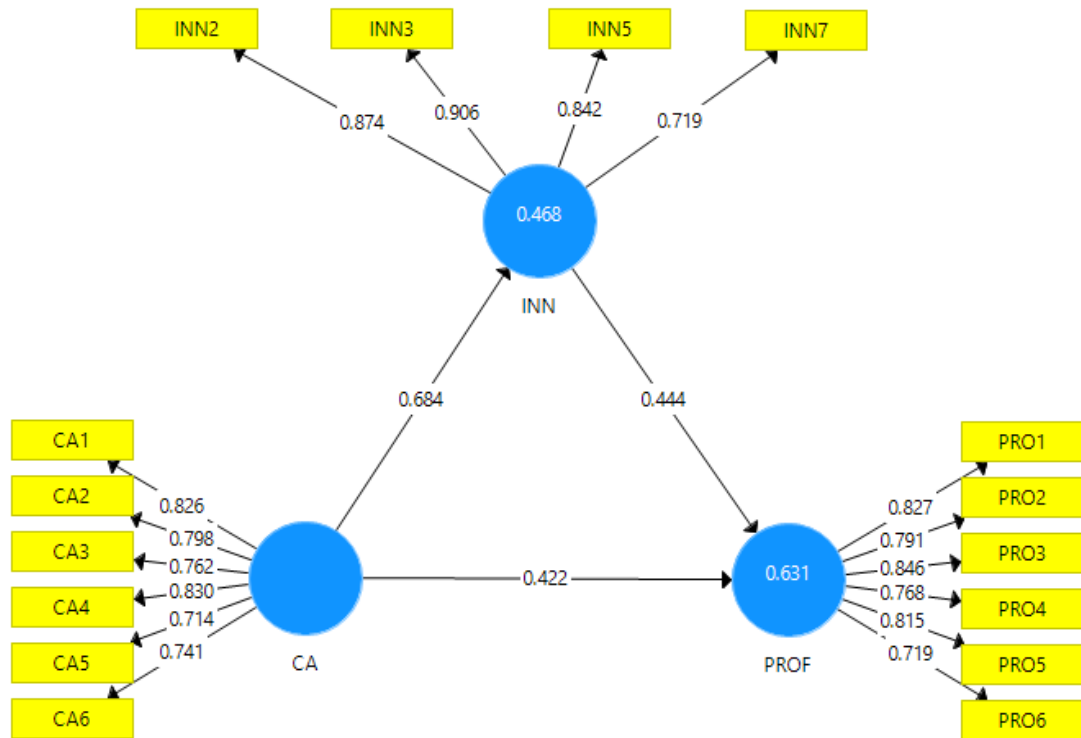 INN2
INN3
INN5
INN7
0.874
0.906
0.842
0.719
0.468
INN
0.684
0.444
CA1
CA2
CA3
CA4
CA5
CA6
0.826
0.798
0.762
0.830
0.714
0.741
CA
0.422
0.631
PROF
0.827
0.791
0.846
0.768
0.815
0.719
PRO1
PRO2
PRO3
PRO4
PRO5
PRO6